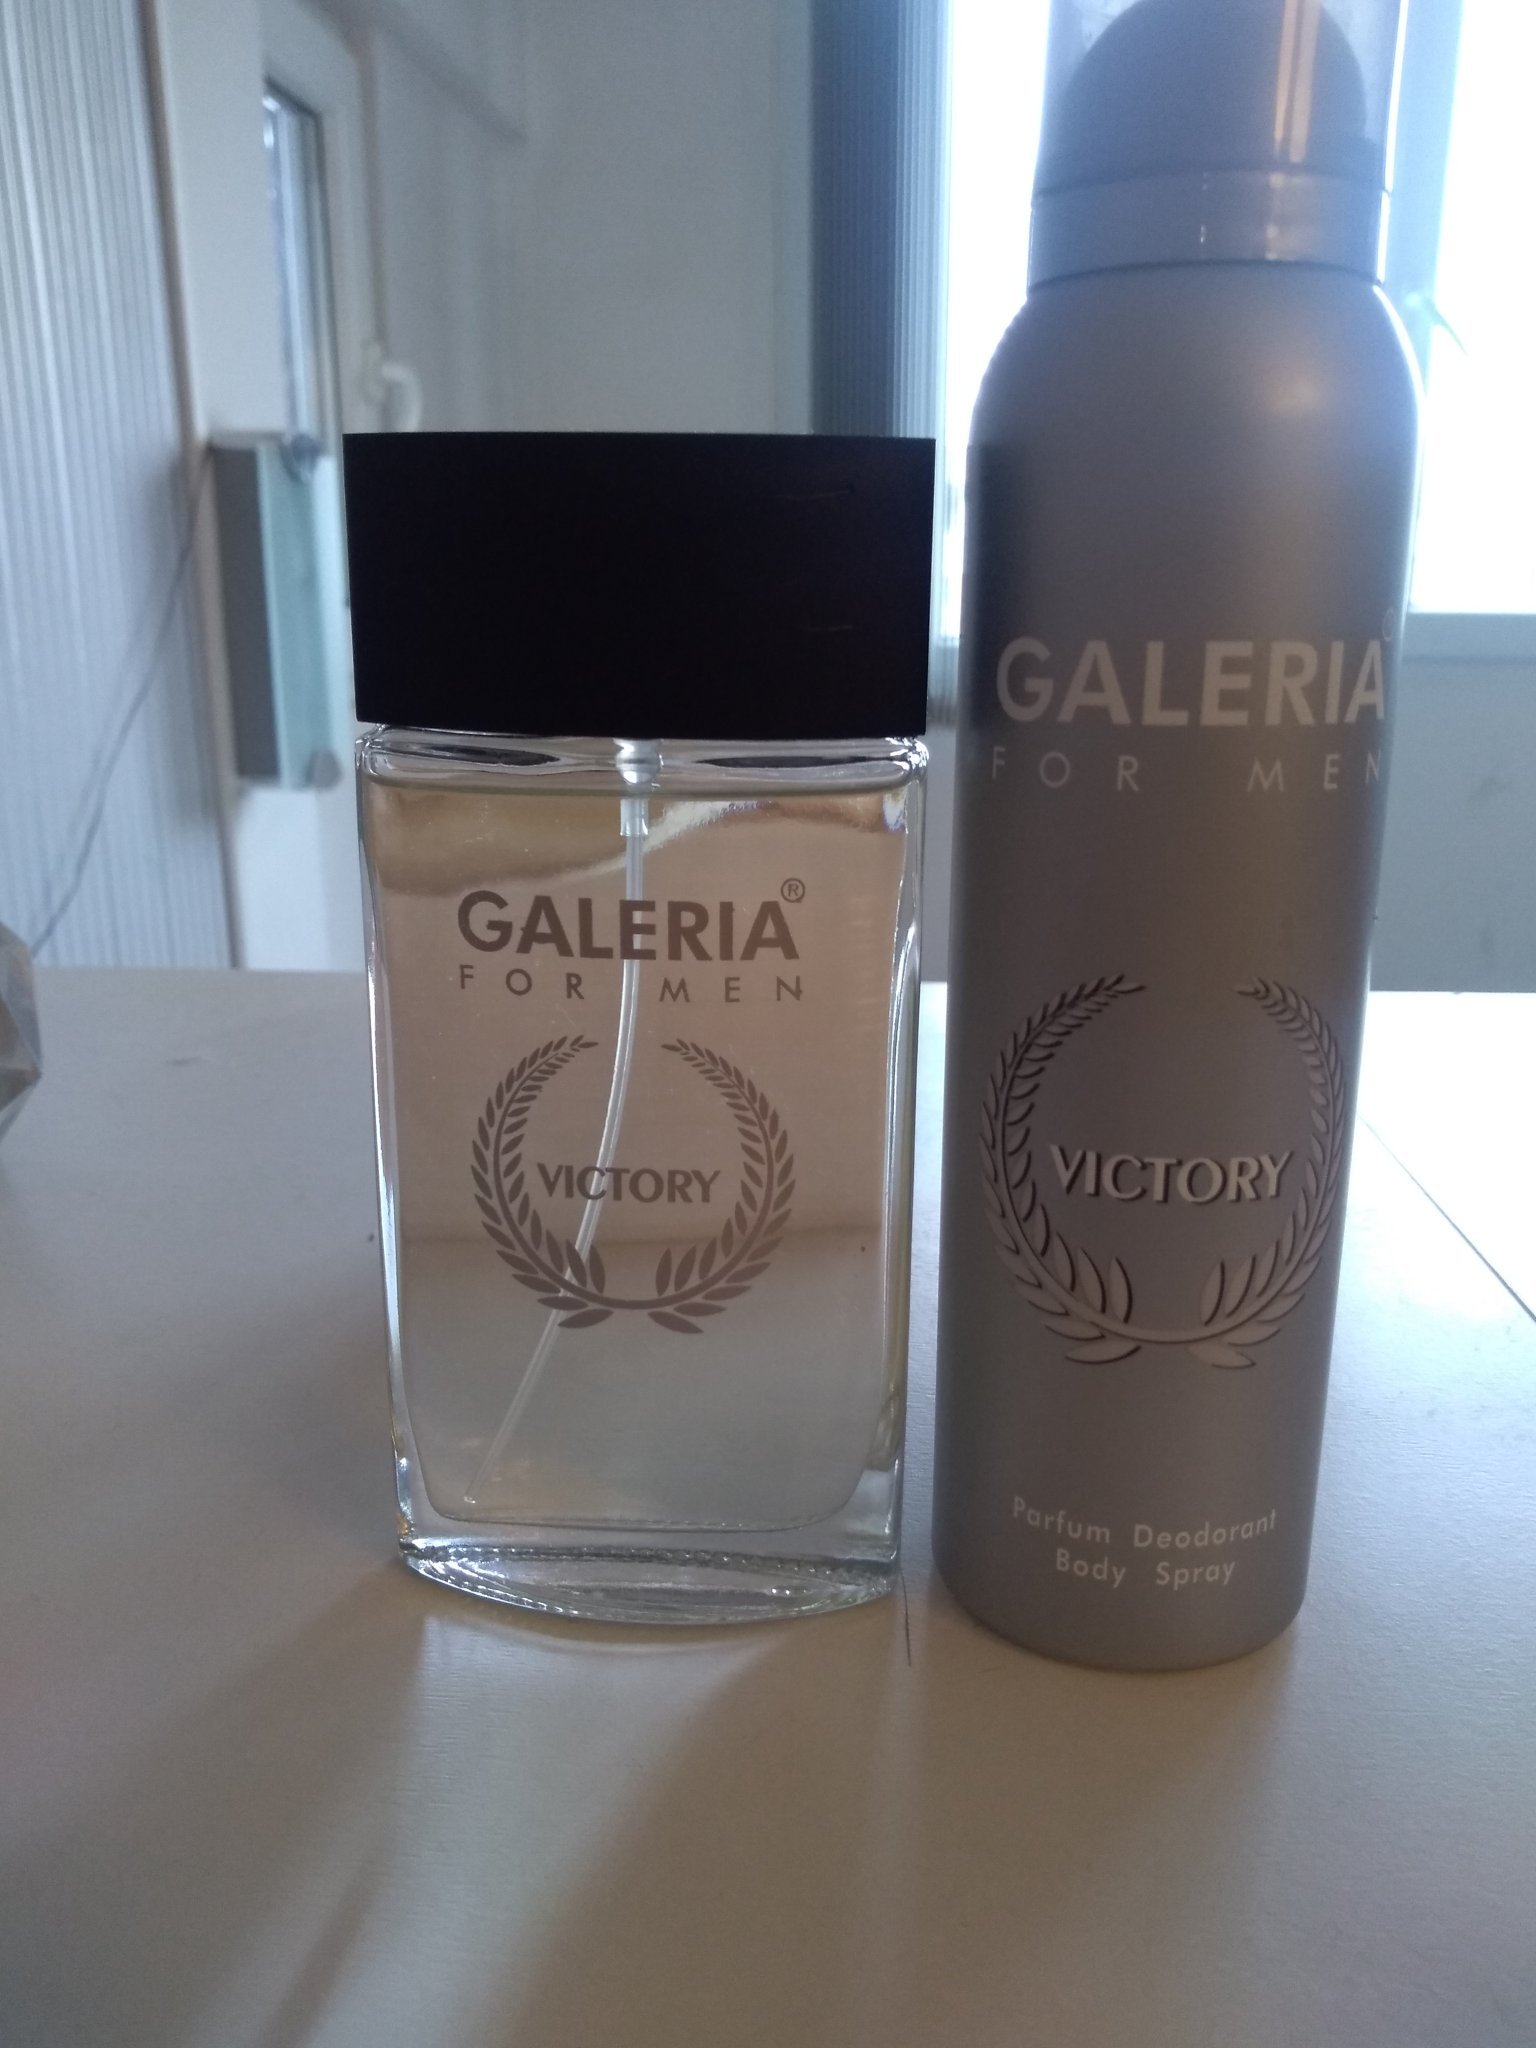 GALERIA®
FOR MEN
VICTORY
GALERIA
FOR MEN
VICTORY
Parfum Deodorant
Body Spray